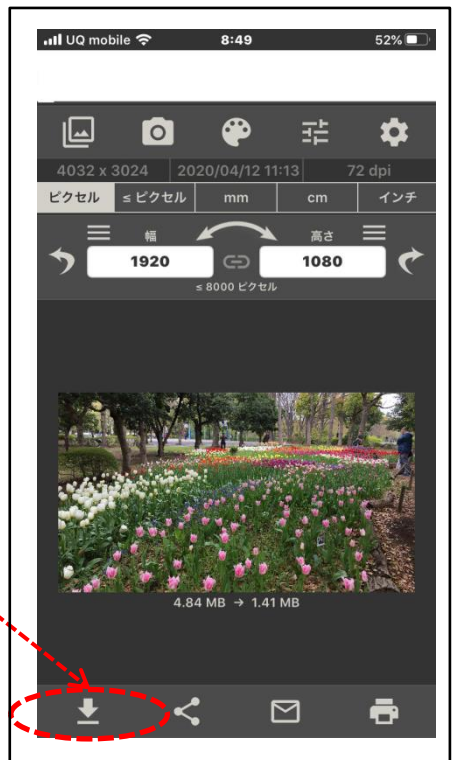 UQ mobile 8:49 52%
4032 x 3024 2020/04/12 11:13 72 dpi
ピクセル ≤ ピクセル mm cm インチ
幅 高さ
1920 1080
≤ 8000 ピクセル
4.84 MB → 1.41 MB